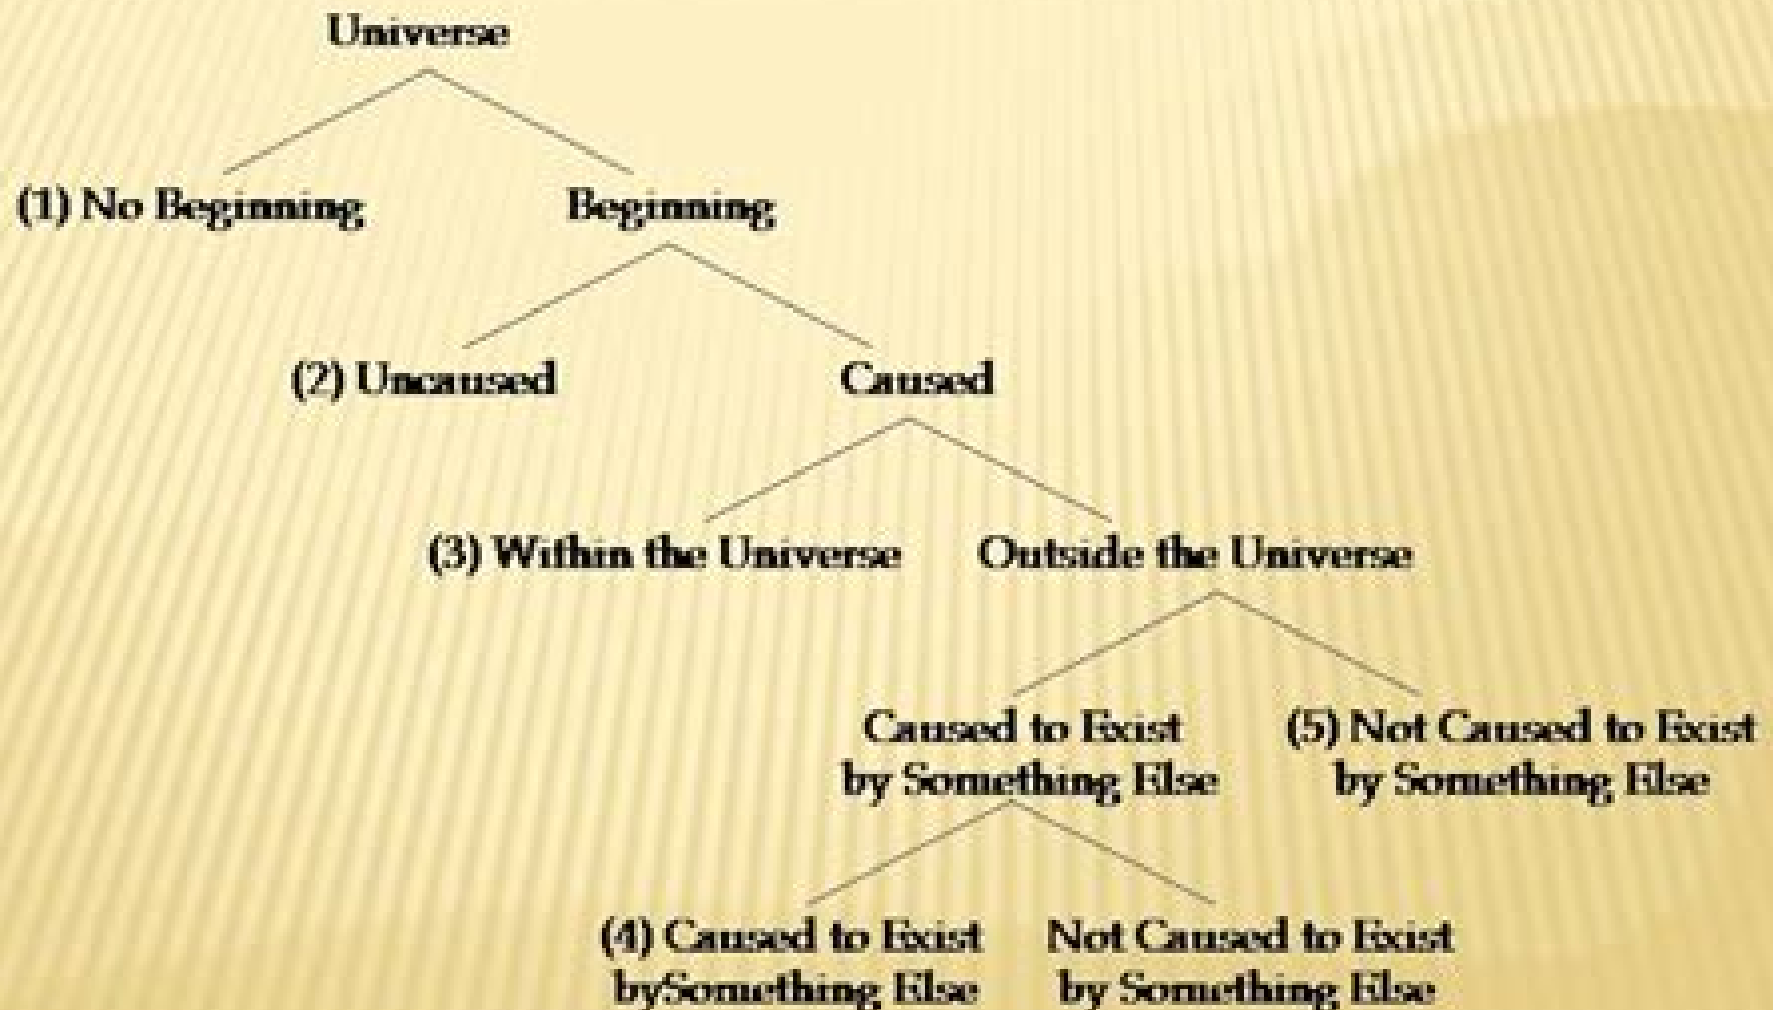 Universe
(1) No Beginning Beginning
(2) Uncaused Caused
(3) Within the Universe Outside the Universe
Caused to Exist
by Something Else
(5) Not Caused to Exist
by Something Else
(4) Caused to Exist
bySomething Else
Not Caused to Exist
by Something Else